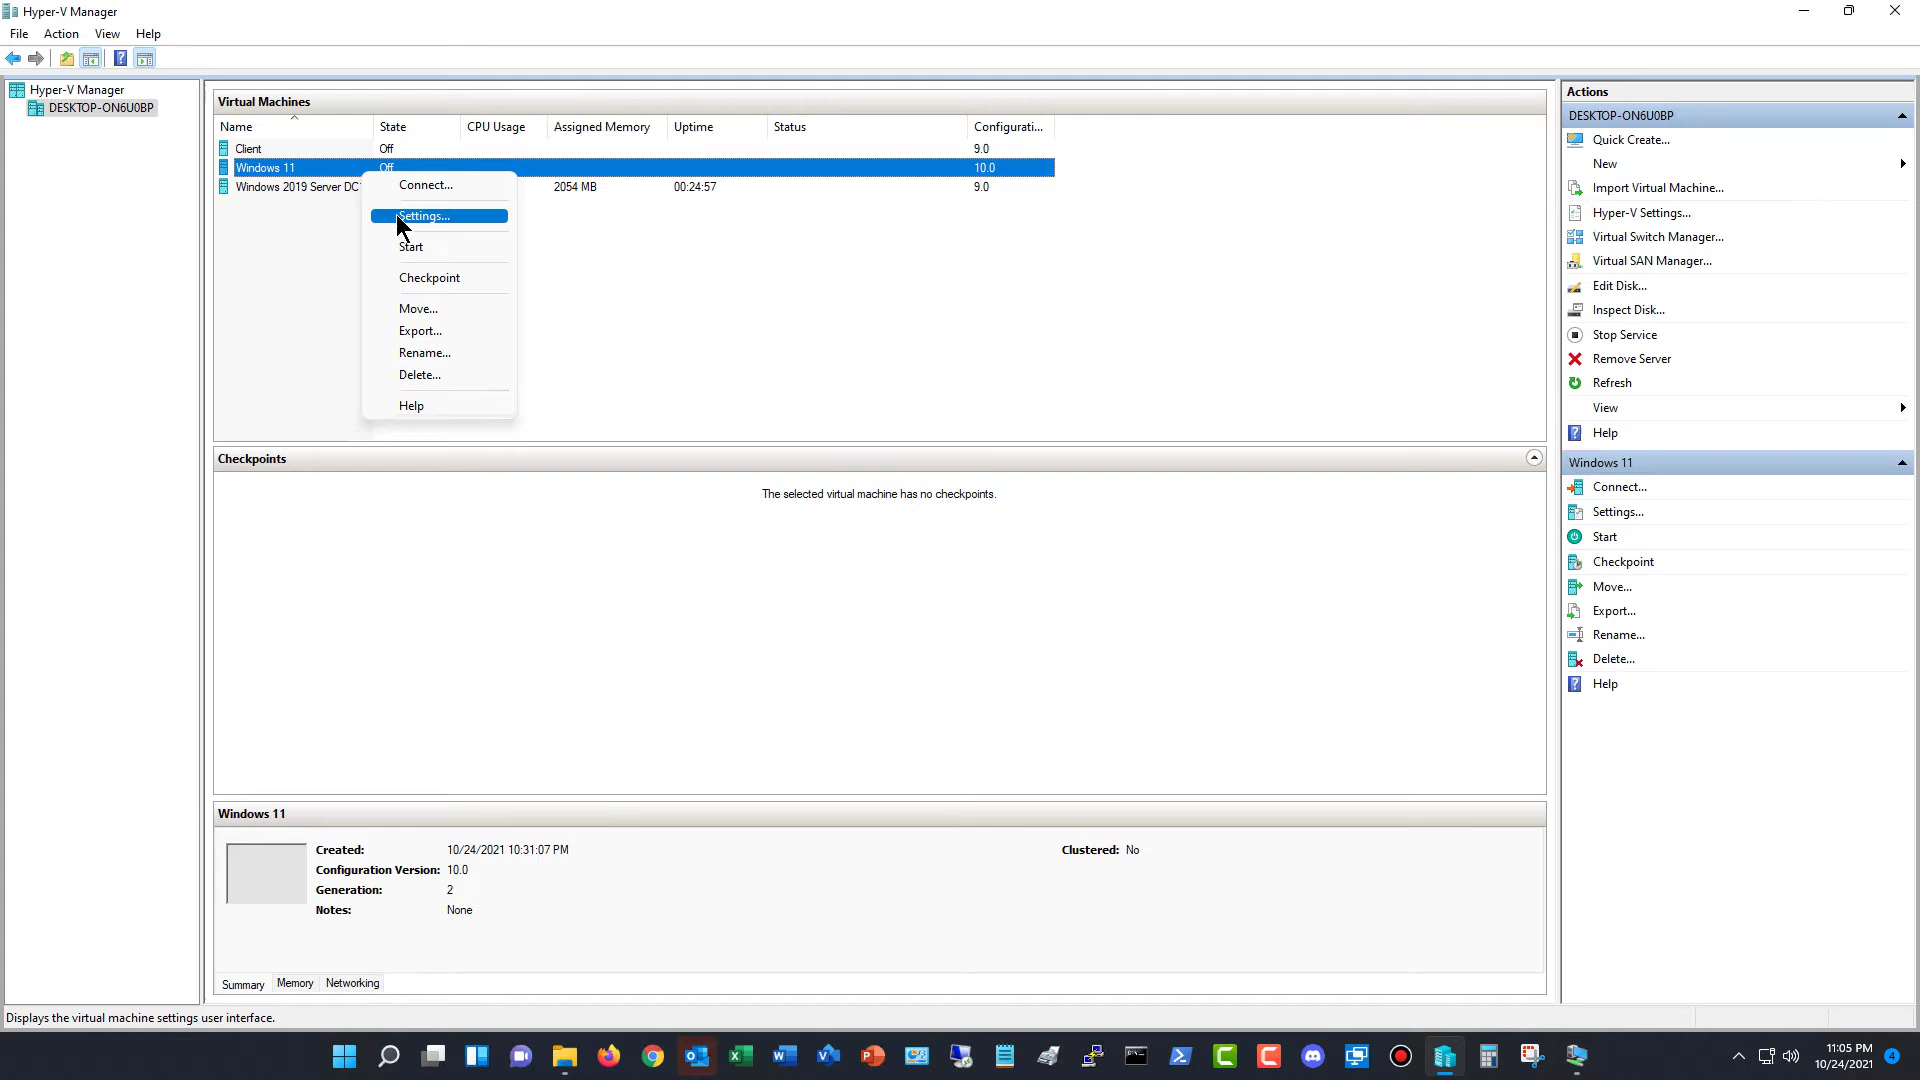 Hyper-V Manager
File Action View Help
Hyper-V Manager
DESKTOP-ON6U0BP
Virtual Machines
Name State CPU Usage Assigned Memory Uptime Status Configurati...
Client Off 9.0
Windows 11 Off 10.0
Windows 2019 Server DC 2054 MB 00:24:57 9.0
Connect...
Settings...
Start
Checkpoint
Move...
Export...
Rename...
Delete...
Help
Checkpoints
The selected virtual machine has no checkpoints.
Windows 11
Created: 10/24/2021 10:31:07 PM Clustered: No
Configuration Version: 10.0
Generation: 2
Notes: None
Summary Memory Networking
Actions
DESKTOP-ON6U0BP
Quick Create...
New
Import Virtual Machine...
Hyper-V Settings...
Virtual Switch Manager...
Virtual SAN Manager...
Edit Disk...
Inspect Disk...
Stop Service
Remove Server
Refresh
View
Help
Windows 11
Connect...
Settings...
Start
Checkpoint
Move...
Export...
Rename...
Delete...
Help
Displays the virtual machine settings user interface.
11:05 PM
10/24/2021
4